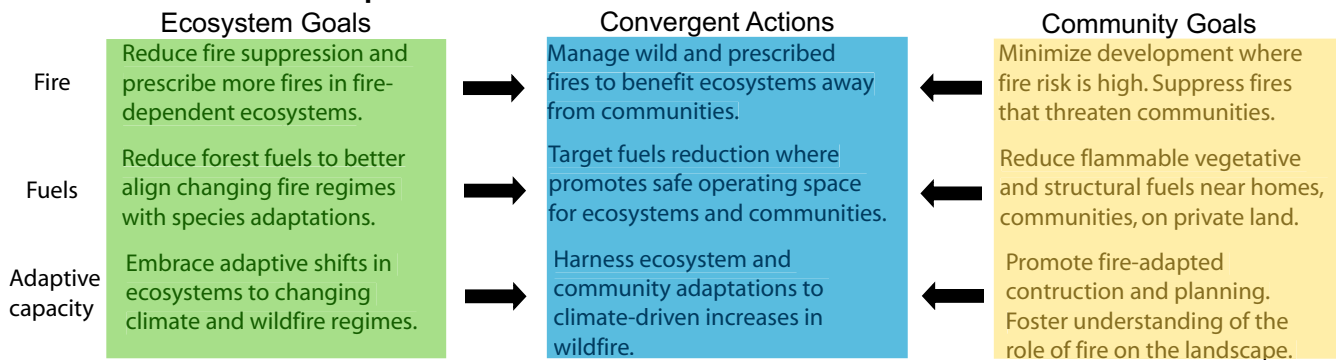 Ecosystem Goals
Convergent Actions
Community Goals
Fire
Reduce fire suppression and
prescribe more fires in fire-
dependent ecosystems.
Manage wild and prescribed
fires to benefit ecosystems away
from communities.
Minimize development where
fire risk is high. Suppress fires
that threaten communities.
Fuels
Reduce forest fuels to better
align changing fire regimes
with species adaptations.
Target fuels reduction where
promotes safe operating space
for ecosystems and communities.
Reduce flammable vegetative
and structural fuels near homes,
communities, on private land.
Adaptive
capacity
Embrace adaptive shifts in
ecosystems to changing
climate and wildfire regimes.
Harness ecosystem and
community adaptations to
climate-driven increases in
wildfire.
Promote fire-adapted
contruction and planning.
Foster understanding of the
role of fire on the landscape.